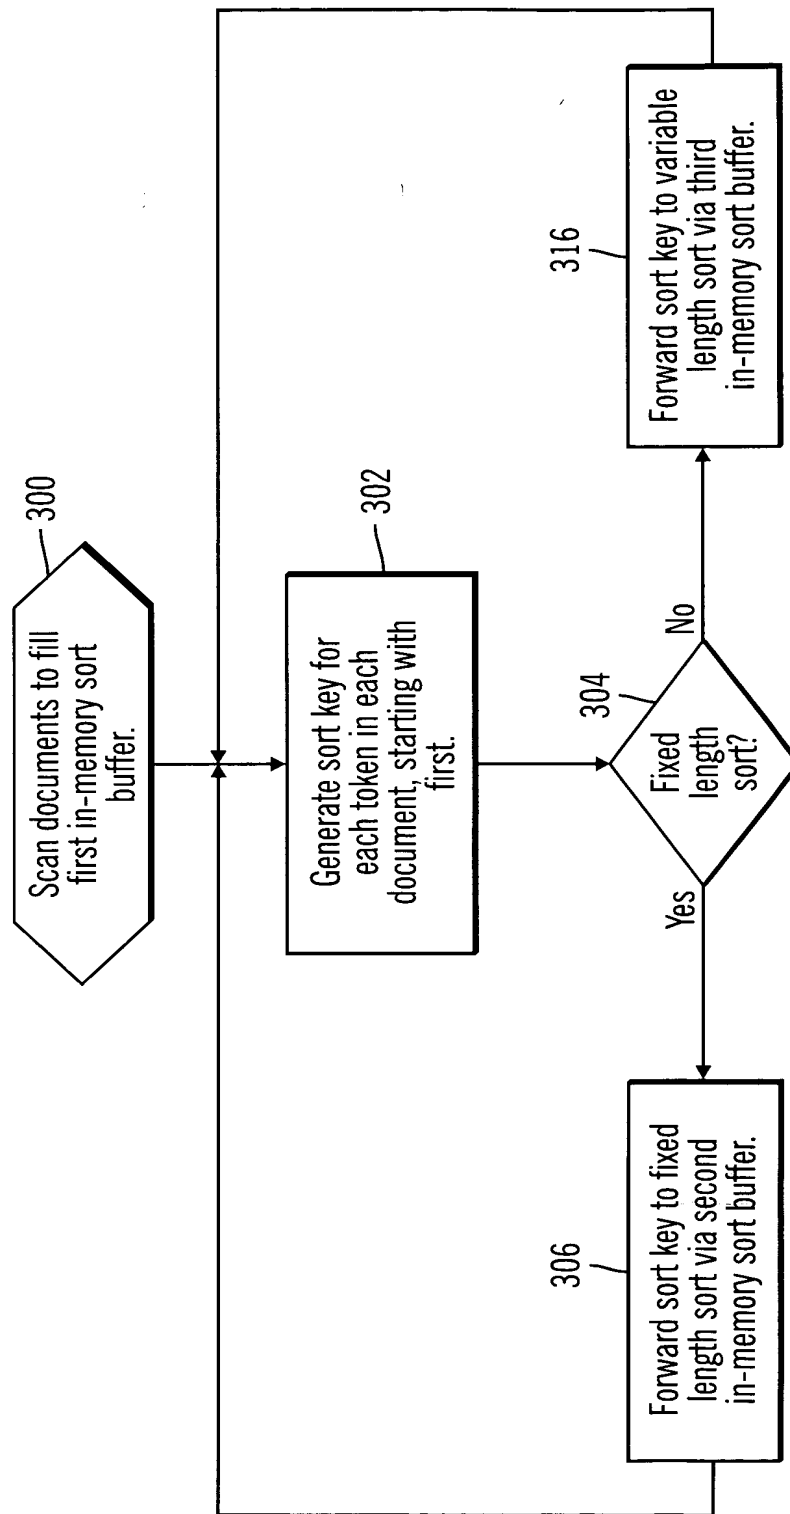 300
Scan documents to fill
first in-memory sort
buffer.
302
Generate sort key for
each token in each
document, starting with
first.
304
Fixed
length
sort?
Yes
No
306
Forward sort key to fixed
length sort via second
in-memory sort buffer.
316
Forward sort key to variable
length sort via third
in-memory sort buffer.